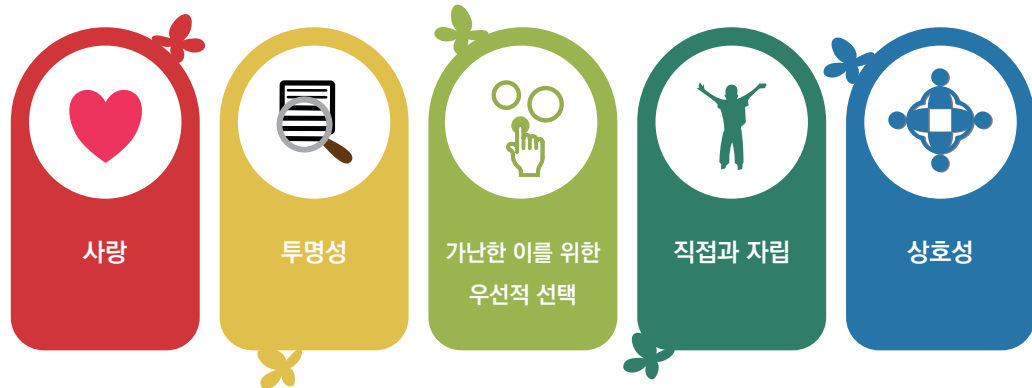 사랑
투명성
가난한 이를 위한
우선적 선택
직접과 자립
상호성